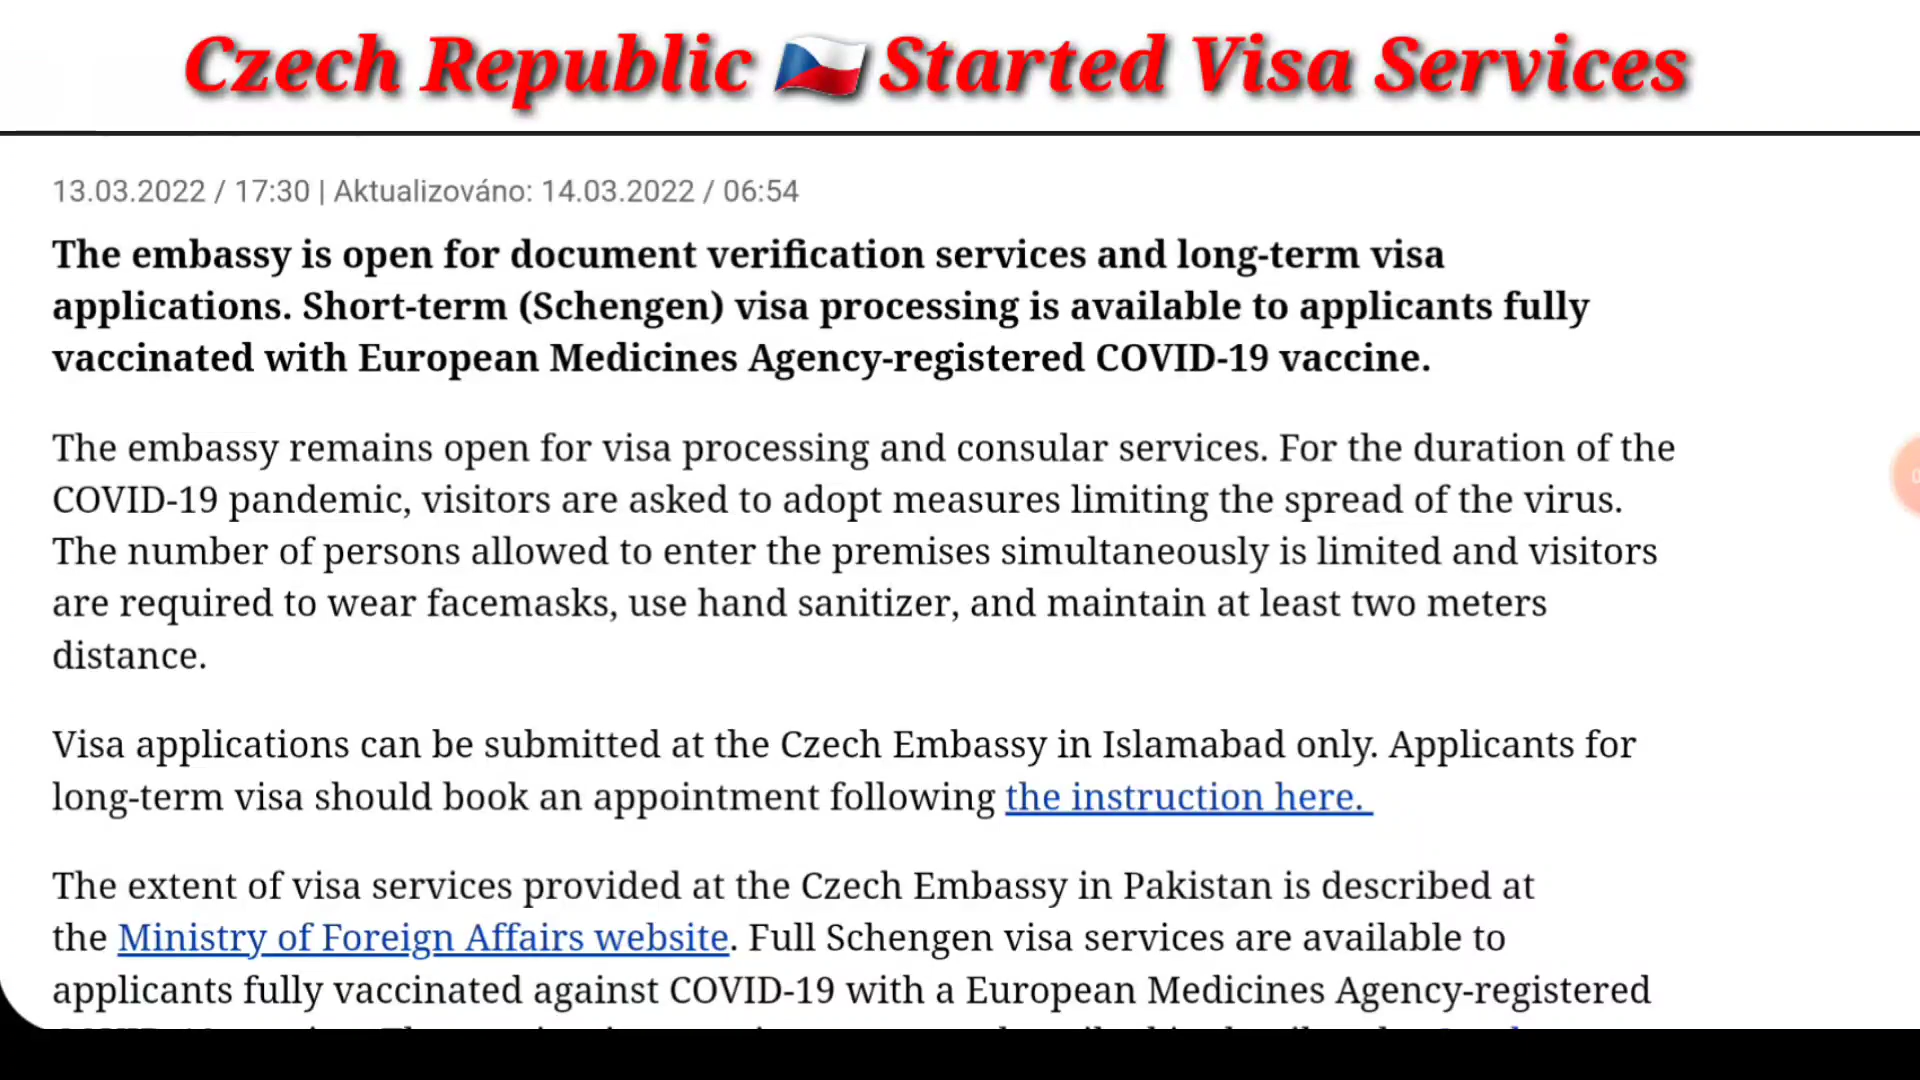 Czech Republic 🇨🇿 Started Visa Services
13.03.2022 / 17:30 | Aktualizováno: 14.03.2022 / 06:54
The embassy is open for document verification services and long-term visa
applications. Short-term (Schengen) visa processing is available to applicants fully
vaccinated with European Medicines Agency-registered COVID-19 vaccine.
The embassy remains open for visa processing and consular services. For the duration of the
COVID-19 pandemic, visitors are asked to adopt measures limiting the spread of the virus.
The number of persons allowed to enter the premises simultaneously is limited and visitors
are required to wear facemasks, use hand sanitizer, and maintain at least two meters
distance.
Visa applications can be submitted at the Czech Embassy in Islamabad only. Applicants for
long-term visa should book an appointment following the instruction here.
The extent of visa services provided at the Czech Embassy in Pakistan is described at
the Ministry of Foreign Affairs website. Full Schengen visa services are available to
applicants fully vaccinated against COVID-19 with a European Medicines Agency-registered